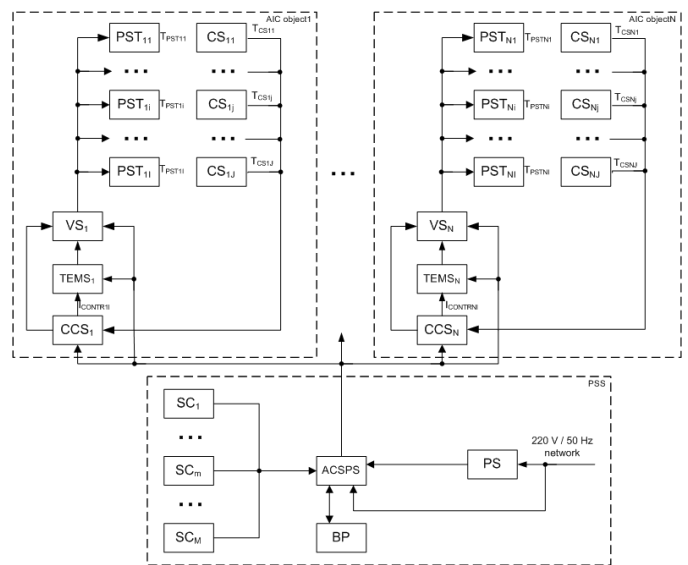 AIC object1
PST11 TPST11 CS11 TCS11
... ...
PST1i TPST1i CS1j TCS1j
... ...
PST1I TPST1I CS1J TCS1J
VS1
TEMS1
ICONTR1I
CCS1
...
AIC objectN
PSTN1 TPSTN1 CSN1 TCSN1
... ...
PSTNi TPSTNi CSNj TCSNj
... ...
PSTNI TPSTNI CSNJ TCSNJ
VSN
TEMSN
ICONTRNI
CCSN
PSS
SC1
...
SCm
...
SCM
ACSPS
BP
PS
220 V / 50 Hz
network